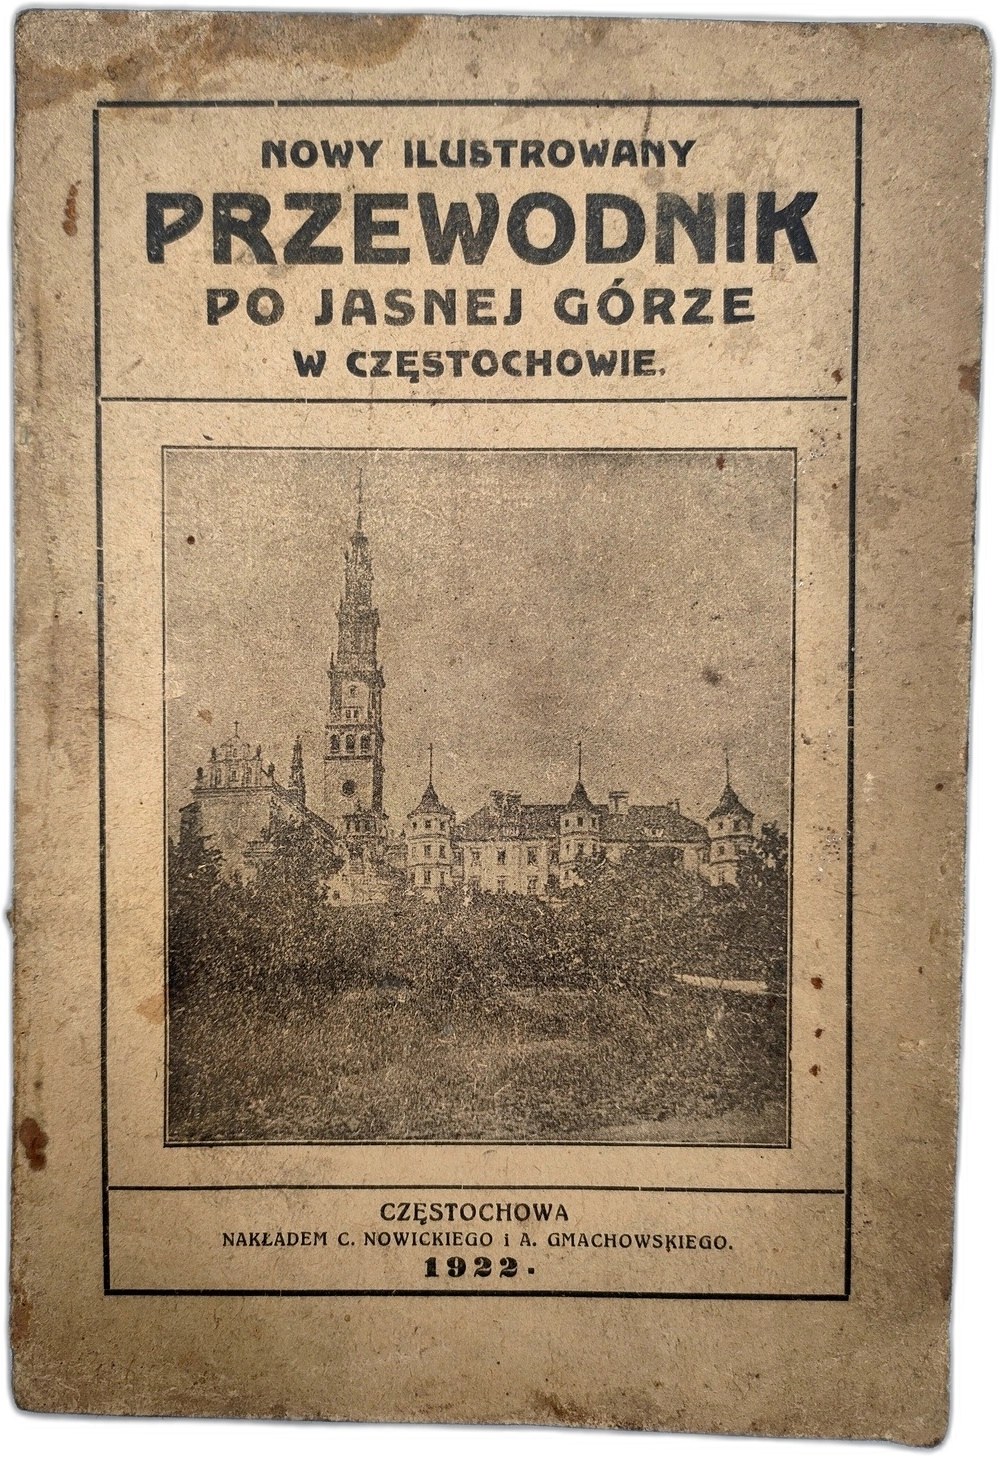 NOWY ILUSTROWANY
PRZEWODNIK
PO JASNEJ GÓRZE
W CZĘSTOCHOWIE.
CZĘSTOCHOWA
NAKŁADEM C. NOWICKIEGO i A. GMACHOWSKIEGO.
1922.